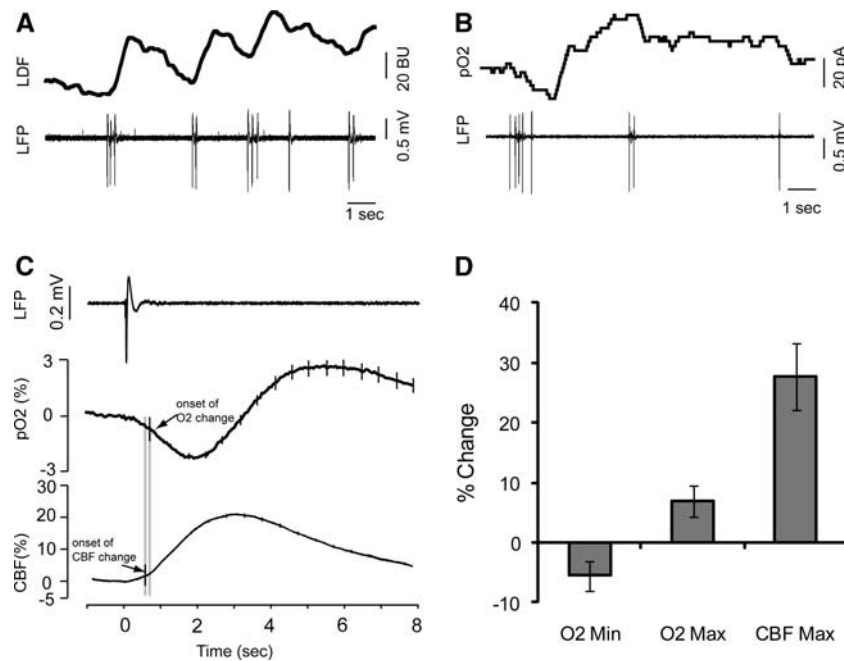 A
LDF
20 BU
LFP
0.5 mV
1 sec
B
pO2
20 pA
LFP
0.5 mV
1 sec
C
LFP
0.2 mV
pO2 (%)
3
0
-3
onset of
O2 change
CBF(%)
30
20
10
0
-5
onset of
CBF change
0 2 4 6 8
Time (sec)
D
% Change
40
30
20
10
0
-10
O2 Min O2 Max CBF Max